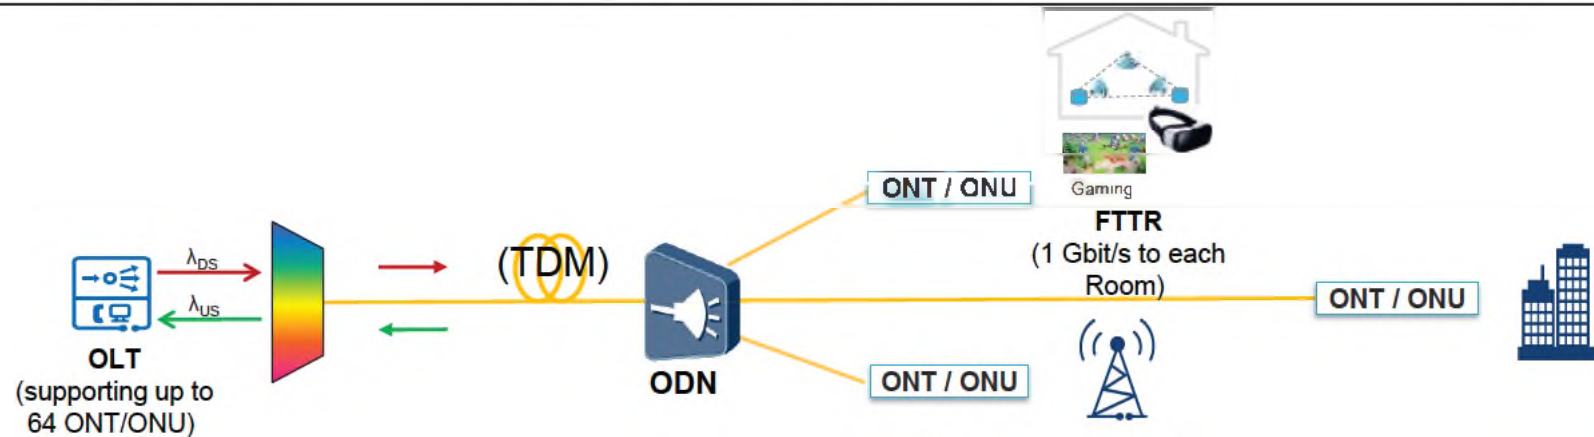 ONT / ONU
Gaming
FTTR
(1 Gbit/s to each
Room)
λDS
(TDM)
λUS
ONT / ONU
OLT
(supporting up to
64 ONT/ONU)
ODN
ONT / ONU